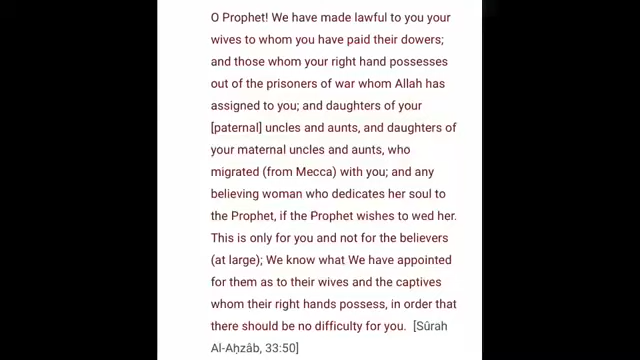 O Prophet! We have made lawful to you your
wives to whom you have paid their dowers;
and those whom your right hand possesses
out of the prisoners of war whom Allah has
assigned to you; and daughters of your
[paternal] uncles and aunts, and daughters of
your maternal uncles and aunts, who
migrated (from Mecca) with you; and any
believing woman who dedicates her soul to
the Prophet, if the Prophet wishes to wed her.
This is only for you and not for the believers
(at large); We know what We have appointed
for them as to their wives and the captives
whom their right hands possess, in order that
there should be no difficulty for you. [Sûrah
Al-Aḥzâb, 33:50]